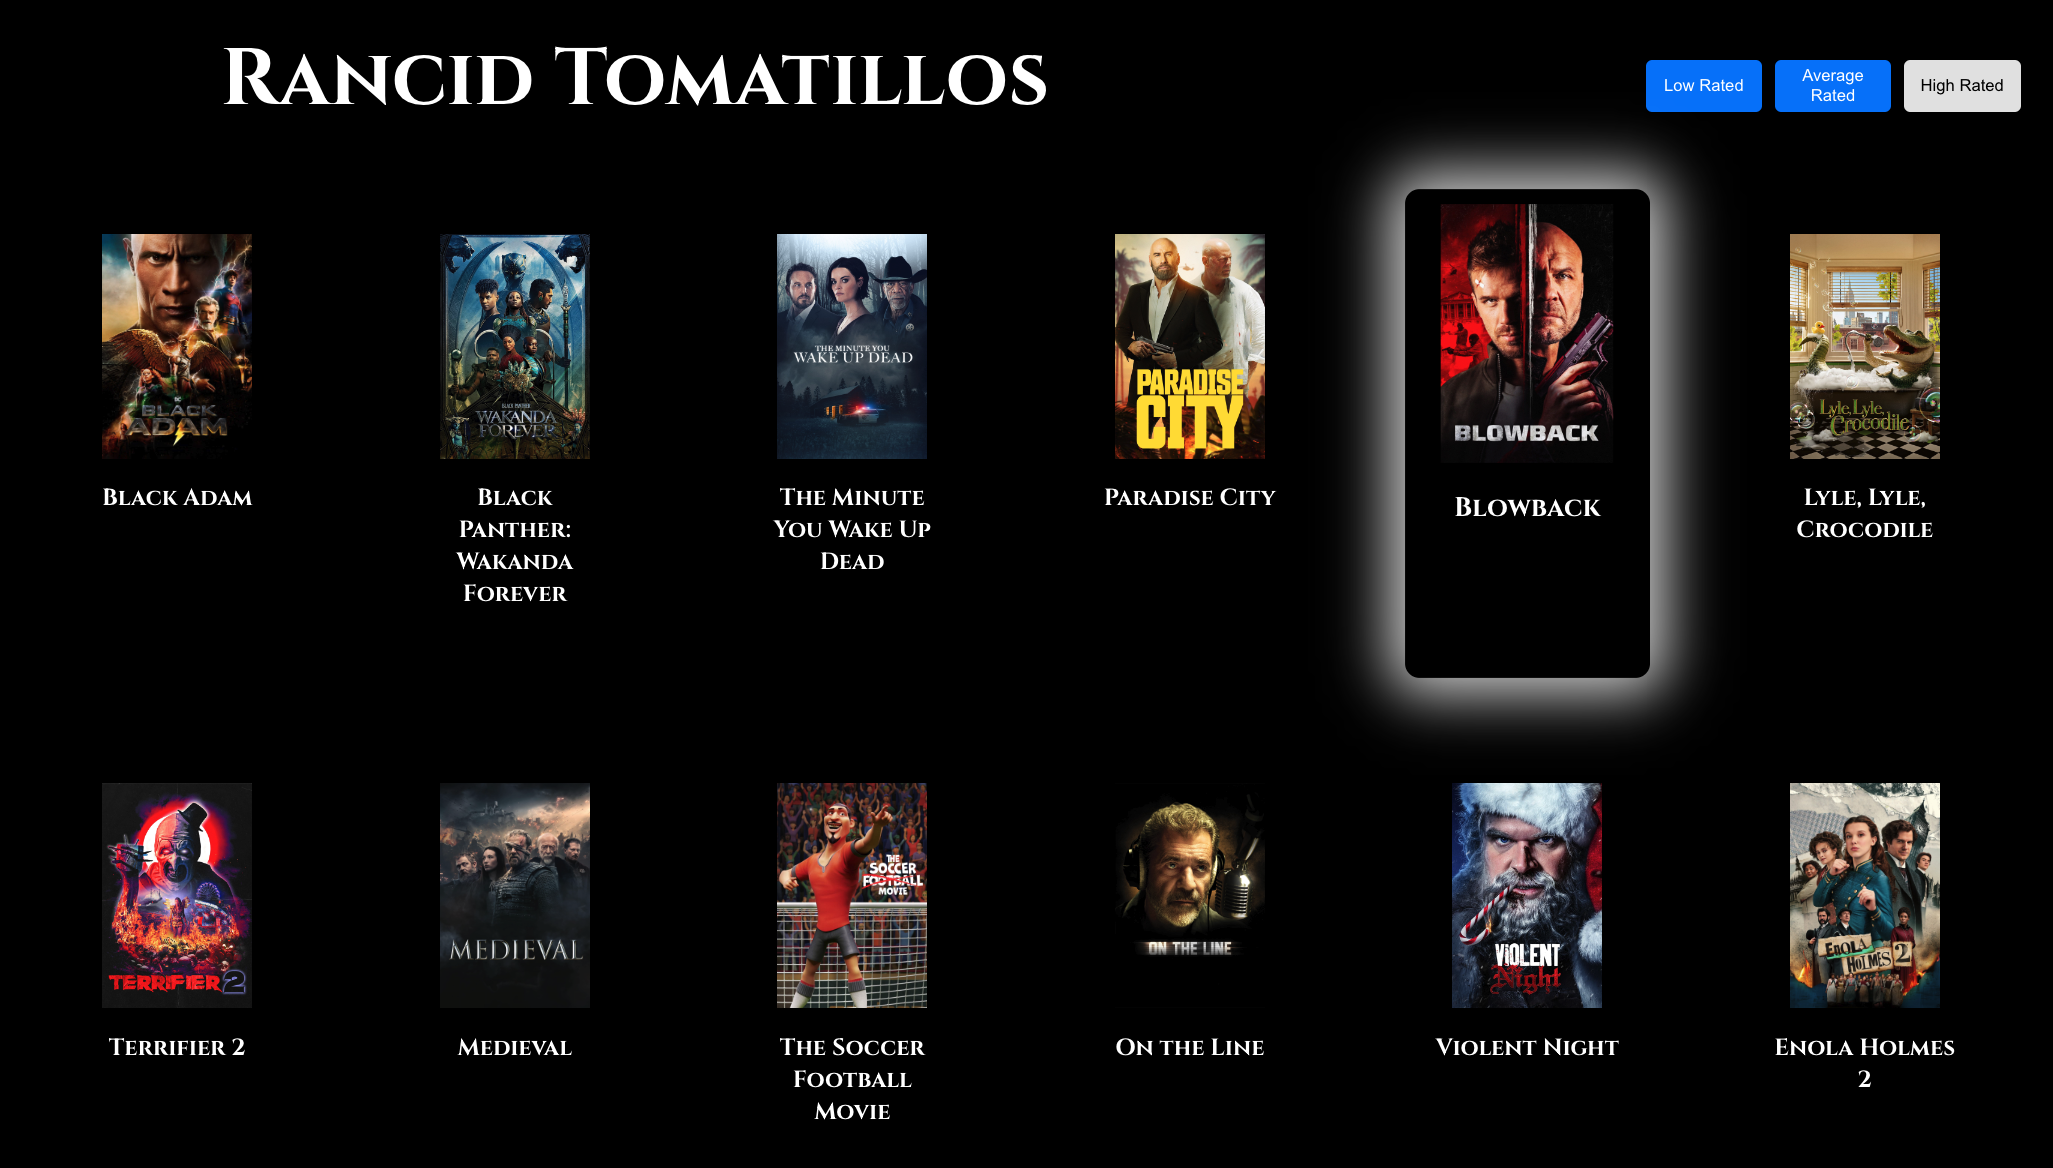 Rancid Tomatillos
Low Rated
Average
Rated
High Rated
BLACK
ADAM
Black Adam
BLACK PANTHER
WAKANDA
FOREVER
Black
Panther:
Wakanda
Forever
THE MINUTE YOU
WAKE UP DEAD
The Minute
You Wake Up
Dead
PARADISE
CITY
Paradise City
BLOWBACK
Blowback
Lyle, Lyle,
Crocodile
Lyle, Lyle,
Crocodile
TERRIFIER 2
Terrifier 2
MEDIEVAL
Medieval
THE
SOCCER
FOOTBALL
MOVIE
The Soccer
Football
Movie
ON THE LINE
On the Line
VIOLENT
Night
Violent Night
ENOLA
HOLMES 2
Enola Holmes
2